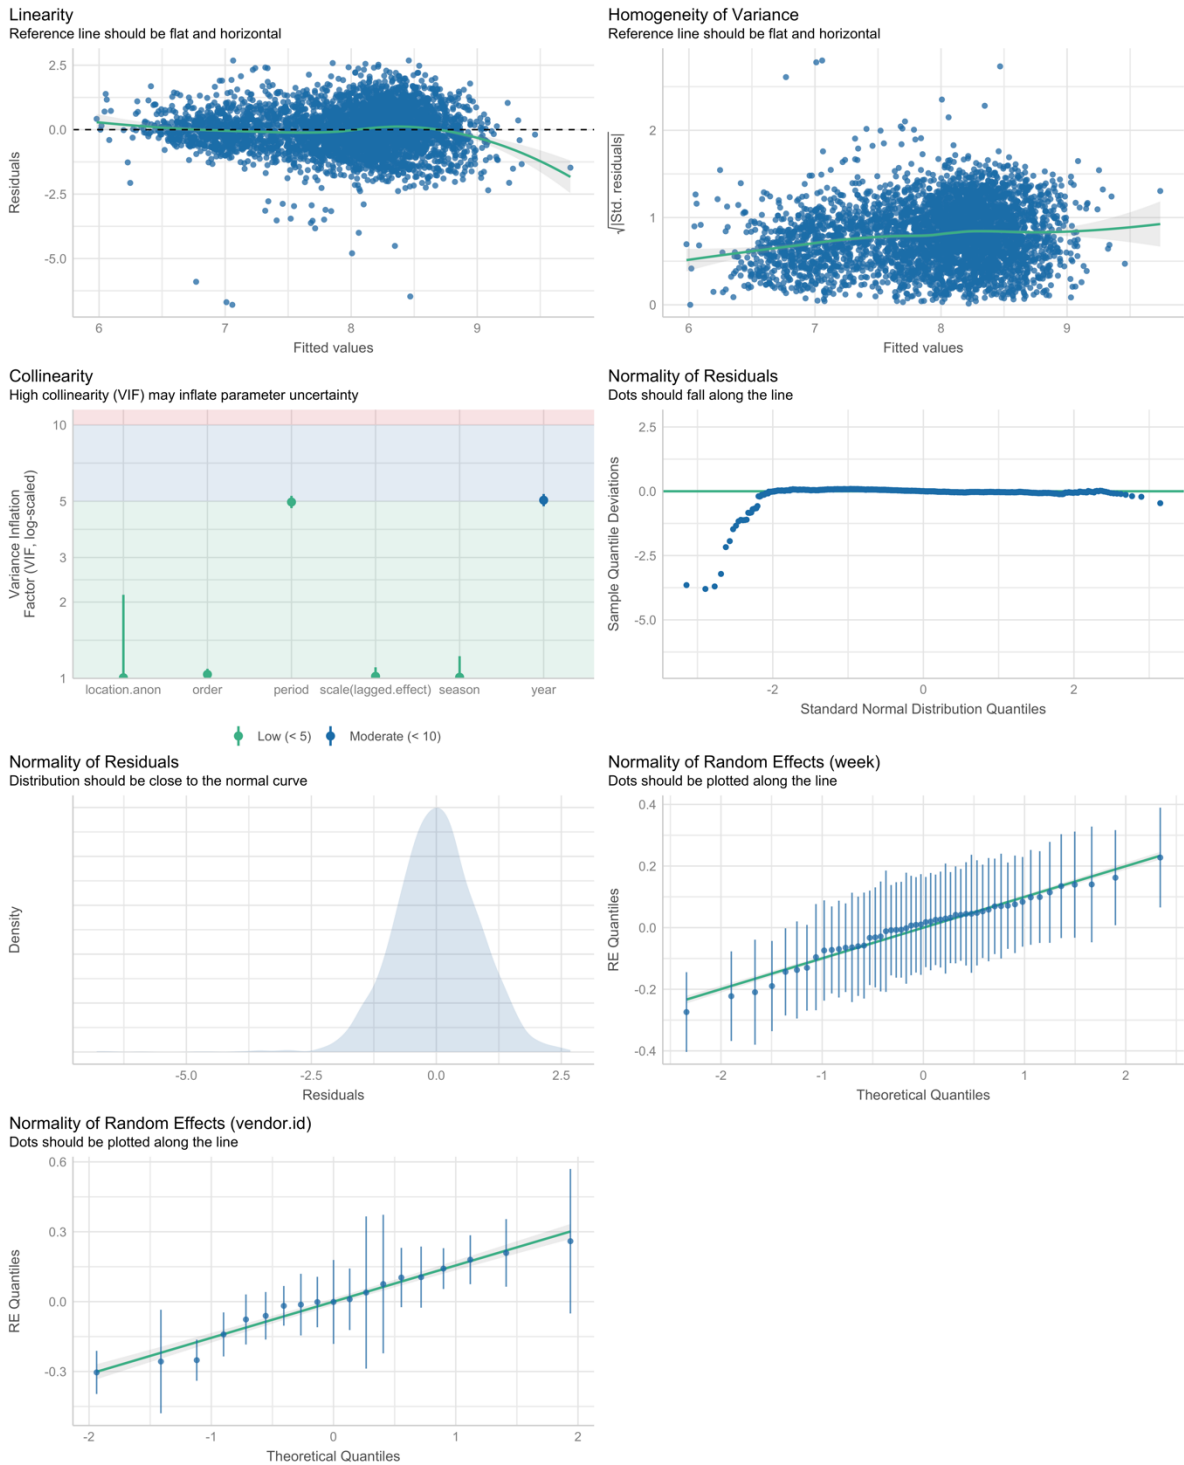 Linearity
Reference line should be flat and horizontal
2.5
0.0
-2.5
-5.0
Residuals
6 7 8 9
Fitted values
Homogeneity of Variance
Reference line should be flat and horizontal
2
1
0
√|Std. residuals|
6 7 8 9
Fitted values
Collinearity
High collinearity (VIF) may inflate parameter uncertainty
10
5
3
2
1
Variance Inflation
Factor (VIF, log-scaled)
location.anon order period scale(lagged.effect) season year
Low (< 5) Moderate (< 10)
Normality of Residuals
Dots should fall along the line
2.5
0.0
-2.5
-5.0
Sample Quantile Deviations
-2 0 2
Standard Normal Distribution Quantiles
Normality of Residuals
Distribution should be close to the normal curve
Density
-5.0 -2.5 0.0 2.5
Residuals
Normality of Random Effects (week)
Dots should be plotted along the line
0.4
0.2
0.0
-0.2
-0.4
RE Quantiles
-2 -1 0 1 2
Theoretical Quantiles
Normality of Random Effects (vendor.id)
Dots should be plotted along the line
0.6
0.3
0.0
-0.3
RE Quantiles
-2 -1 0 1 2
Theoretical Quantiles